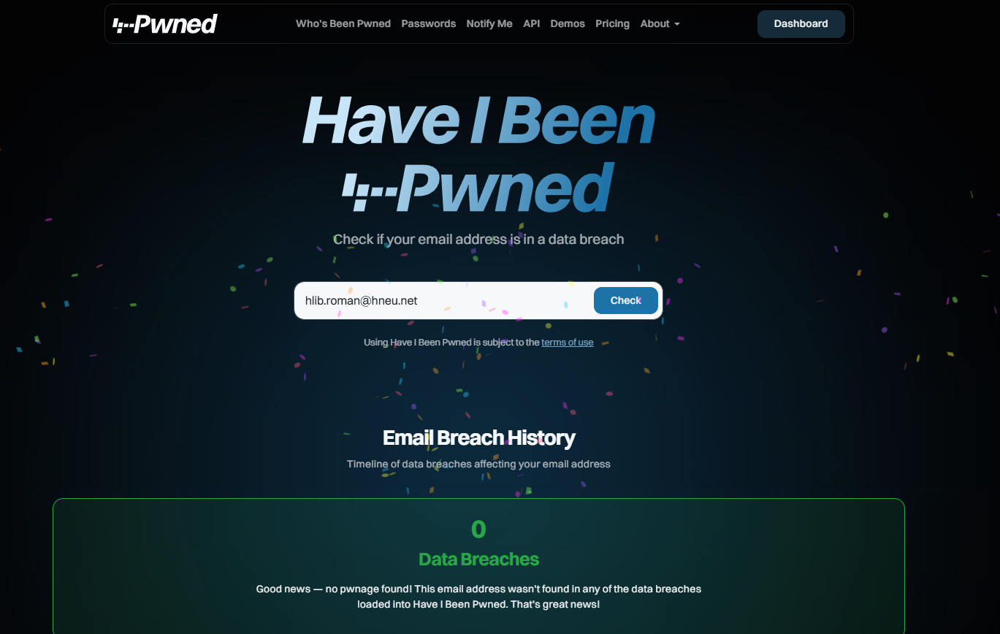 Pwned
Who's Been Pwned Passwords Notify Me API Demos Pricing About
Dashboard
Have I Been
Pwned
Check if your email address is in a data breach
hlib.roman@hneu.net
Check
Using Have I Been Pwned is subject to the terms of use
Email Breach History
Timeline of data breaches affecting your email address
0
Data Breaches
Good news — no pwnage found! This email address wasn't found in any of the data breaches
loaded into Have I Been Pwned. That's great news!